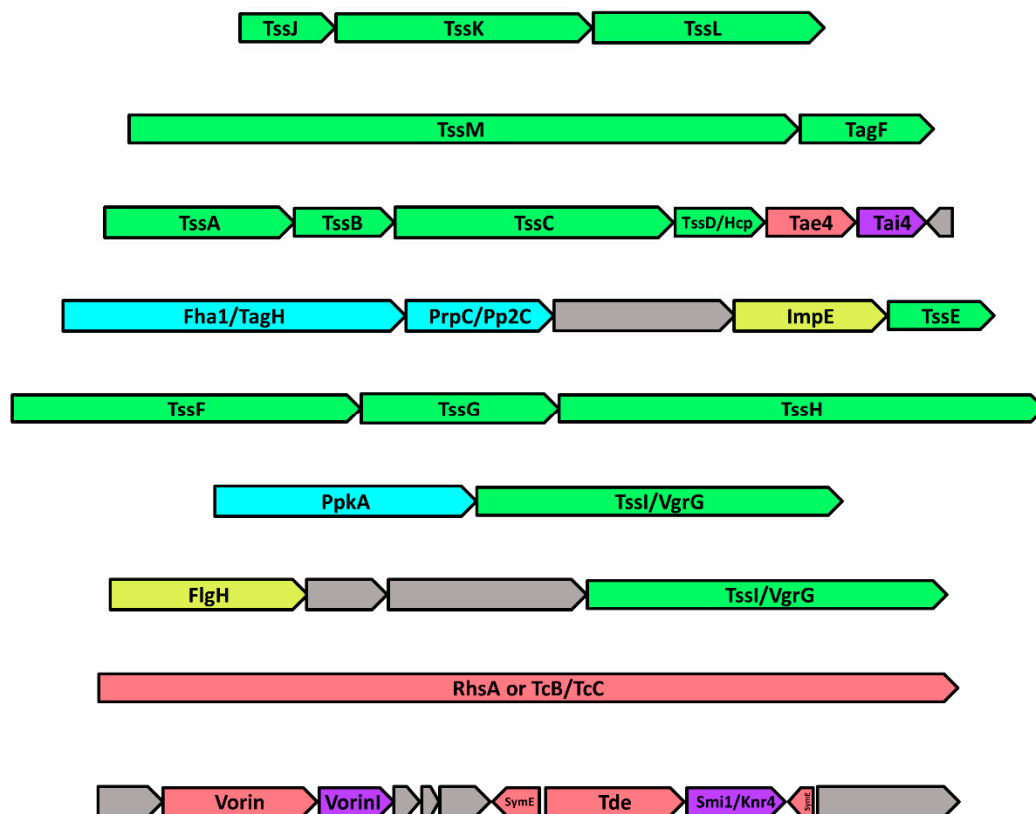 TssJ TssK TssL
TssM TagF
TssA TssB TssC TssD/Hcp Tae4 Tai4
Fha1/TagH PrpC/Pp2C ImpE TssE
TssF TssG TssH
PpkA TssI/VgrG
FlgH TssI/VgrG
RhsA or TcB/TcC
Vorin VorinI SymE Tde Smi1/Knr4 SymE